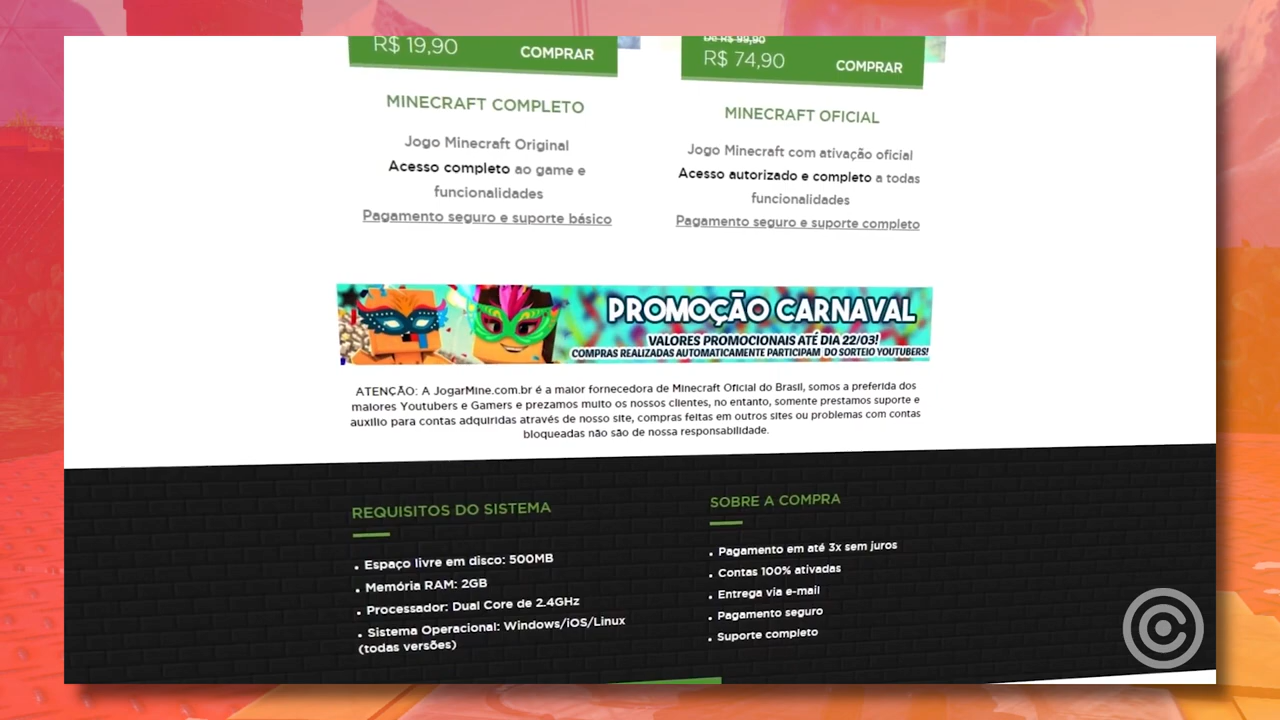 R$ 19,90
COMPRAR
De R$ 99,90
R$ 74,90
COMPRAR
MINECRAFT COMPLETO
Jogo Minecraft Original
Acesso completo ao game e
funcionalidades
Pagamento seguro e suporte básico
MINECRAFT OFICIAL
Jogo Minecraft com ativação oficial
Acesso autorizado e completo a todas
funcionalidades
Pagamento seguro e suporte completo
PROMOÇÃO CARNAVAL
VALORES PROMOCIONAIS ATÉ DIA 22/03!
COMPRAS REALIZADAS AUTOMATICAMENTE PARTICIPAM DO SORTEIO YOUTUBERS!
ATENÇÃO: A JogarMine.com.br é a maior fornecedora de Minecraft Oficial do Brasil, somos a preferida dos
maiores Youtubers e Gamers e prezamos muito os nossos clientes, no entanto, somente prestamos suporte e
auxílio para contas adquiridas através de nosso site, compras feitas em outros sites ou problemas com contas
bloqueadas não são de nossa responsabilidade.
REQUISITOS DO SISTEMA
• Espaço livre em disco: 500MB
• Memória RAM: 2GB
• Processador: Dual Core de 2.4GHz
• Sistema Operacional: Windows/iOS/Linux
(todas versões)
SOBRE A COMPRA
• Pagamento em até 3x sem juros
• Contas 100% ativadas
• Entrega via e-mail
• Pagamento seguro
• Suporte completo